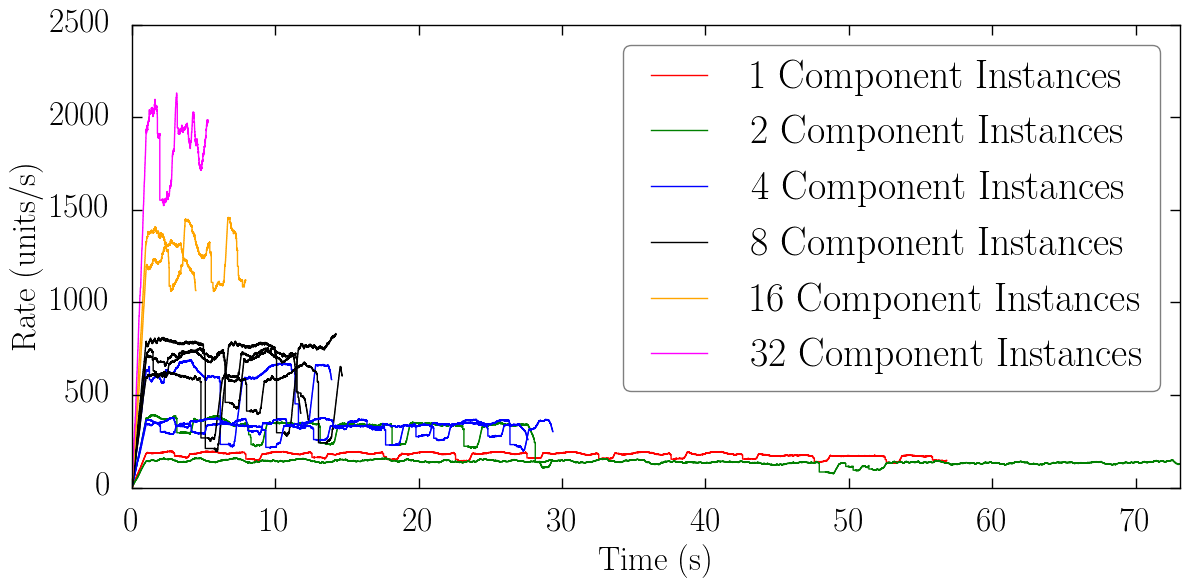 2500
2000
1500
1000
500
0
Rate (units/s)
1 Component Instances
2 Component Instances
4 Component Instances
8 Component Instances
16 Component Instances
32 Component Instances
0 10 20 30 40 50 60 70
Time (s)